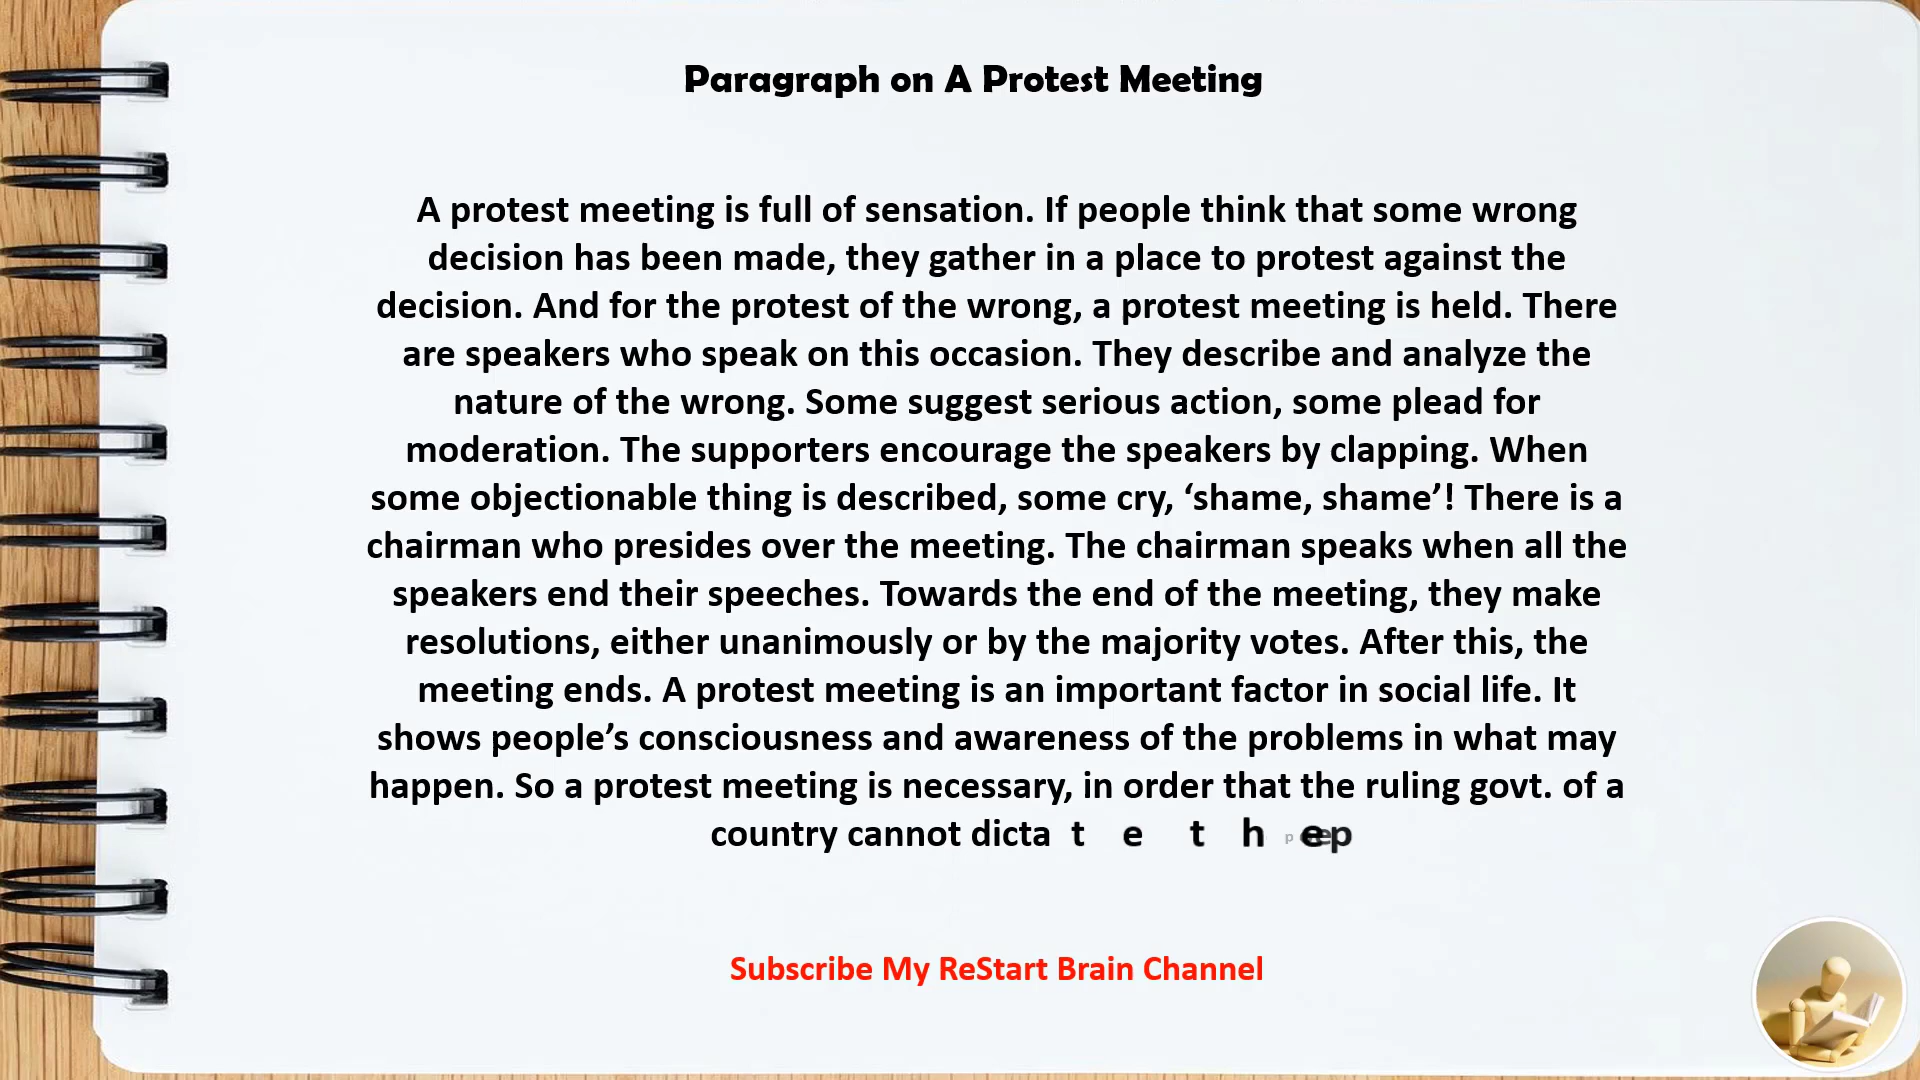 Paragraph on A Protest Meeting
A protest meeting is full of sensation. If people think that some wrong
decision has been made, they gather in a place to protest against the
decision. And for the protest of the wrong, a protest meeting is held. There
are speakers who speak on this occasion. They describe and analyze the
nature of the wrong. Some suggest serious action, some plead for
moderation. The supporters encourage the speakers by clapping. When
some objectionable thing is described, some cry, ‘shame, shame’! There is a
chairman who presides over the meeting. The chairman speaks when all the
speakers end their speeches. Towards the end of the meeting, they make
resolutions, either unanimously or by the majority votes. After this, the
meeting ends. A protest meeting is an important factor in social life. It
shows people’s consciousness and awareness of the problems in what may
happen. So a protest meeting is necessary, in order that the ruling govt. of a
country cannot dictate the
Subscribe My ReStart Brain Channel